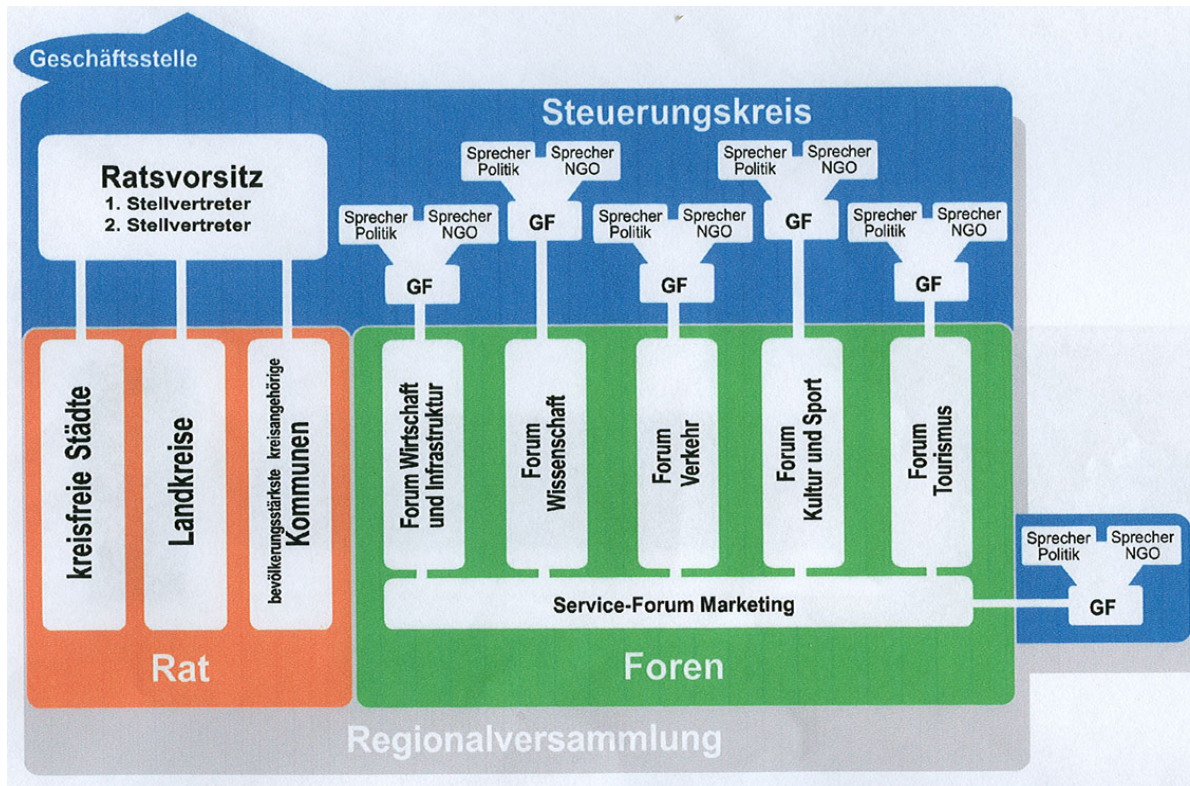 Geschäftsstelle
Steuerungskreis
Ratsvorsitz
1. Stellvertreter
2. Stellvertreter
Sprecher
Politik
Sprecher
NGO
GF
Sprecher
Politik
Sprecher
NGO
GF
Sprecher
Politik
Sprecher
NGO
GF
Sprecher
Politik
Sprecher
NGO
GF
Sprecher
Politik
Sprecher
NGO
GF
kreisfreie Städte
Landkreise
bevölkerungsstärkste kreisangehörige
Kommunen
Forum Wirtschaft
und Infrastruktur
Forum
Wissenschaft
Forum
Verkehr
Forum
Kultur und Sport
Forum
Tourismus
Service-Forum Marketing
Sprecher
Politik
Sprecher
NGO
GF
Rat
Foren
Regionalversammlung